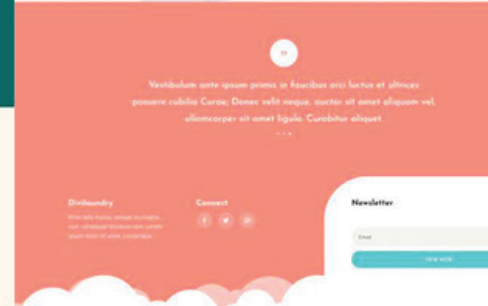 Vestibulum ante ipsum primis in faucibus orci luctus et ultrices
posuere cubilia Curae; Donec velit neque, auctor sit amet aliquam vel,
ullamcorper sit amet ligula. Curabitur aliquet
Divilaundry
Connect
Newsletter
Email